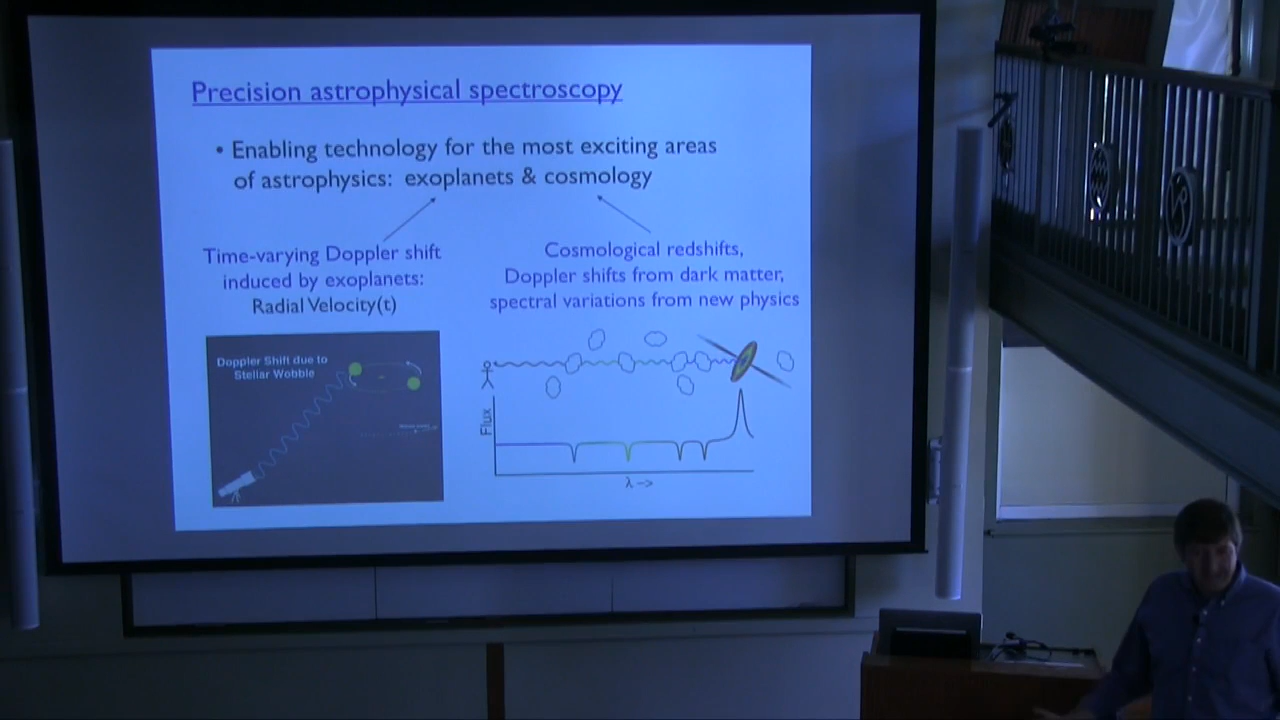 Precision astrophysical spectroscopy
• Enabling technology for the most exciting areas
of astrophysics: exoplanets & cosmology
Time-varying Doppler shift
induced by exoplanets:
Radial Velocity(t)
Cosmological redshifts,
Doppler shifts from dark matter,
spectral variations from new physics
Doppler Shift due to
Stellar Wobble
Flux
λ ->